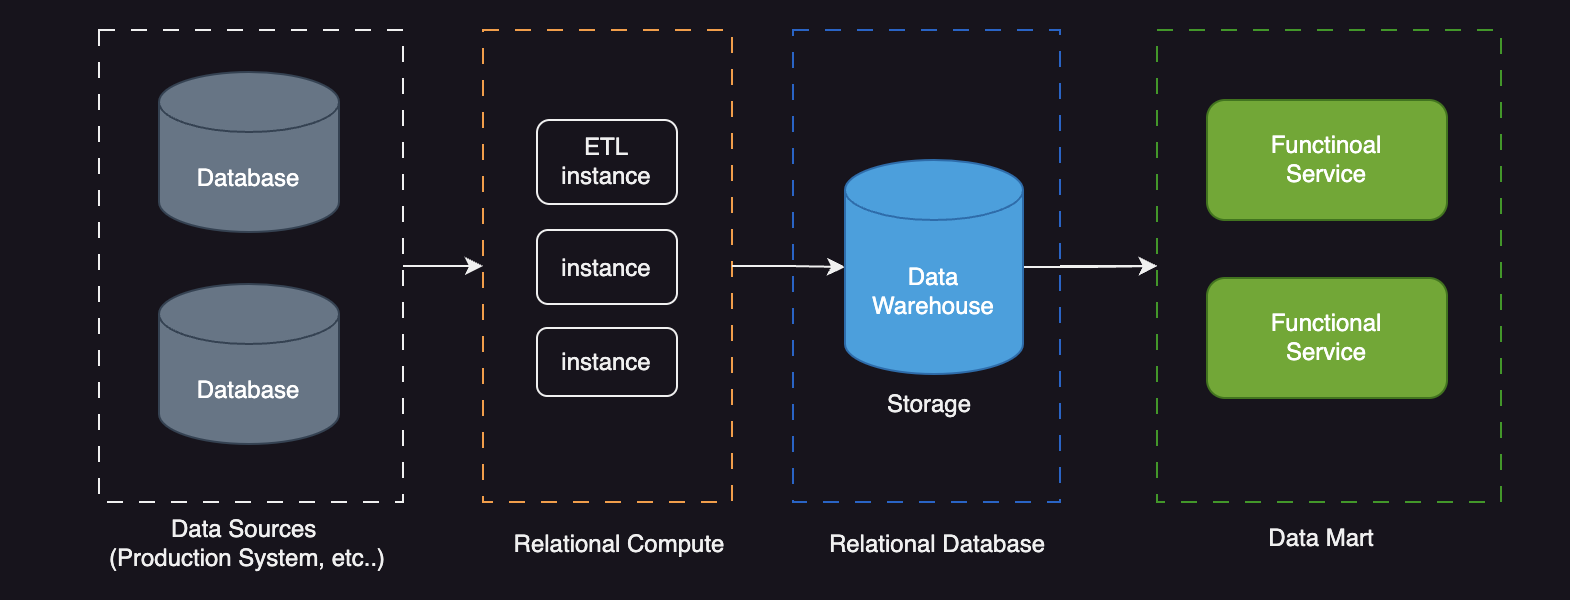 Database
Database
Data Sources
(Production System, etc..)
ETL
instance
instance
instance
Relational Compute
Data
Warehouse
Storage
Relational Database
Functinoal
Service
Functional
Service
Data Mart